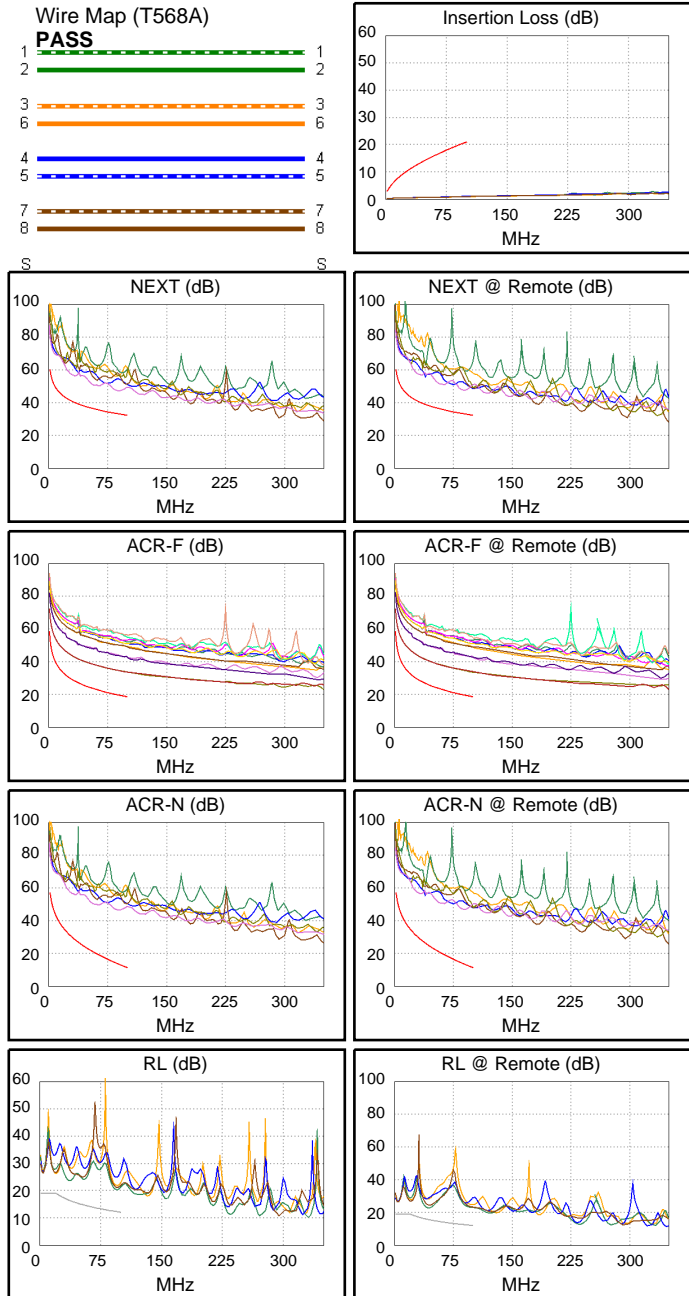 Wire Map (T568A)
PASS
1 1
2 2
3 3
6 6
4 4
5 5
7 7
8 8
S S
Insertion Loss (dB)
60
50
40
30
20
10
0
0 75 150 225 300
MHz
NEXT (dB)
100
80
60
40
20
0
0 75 150 225 300
MHz
NEXT @ Remote (dB)
100
80
60
40
20
0
0 75 150 225 300
MHz
ACR-F (dB)
100
80
60
40
20
0
0 75 150 225 300
MHz
ACR-F @ Remote (dB)
100
80
60
40
20
0
0 75 150 225 300
MHz
ACR-N (dB)
100
80
60
40
20
0
0 75 150 225 300
MHz
ACR-N @ Remote (dB)
100
80
60
40
20
0
0 75 150 225 300
MHz
RL (dB)
60
50
40
30
20
10
0
0 75 150 225 300
MHz
RL @ Remote (dB)
100
80
60
40
20
0
0 75 150 225 300
MHz